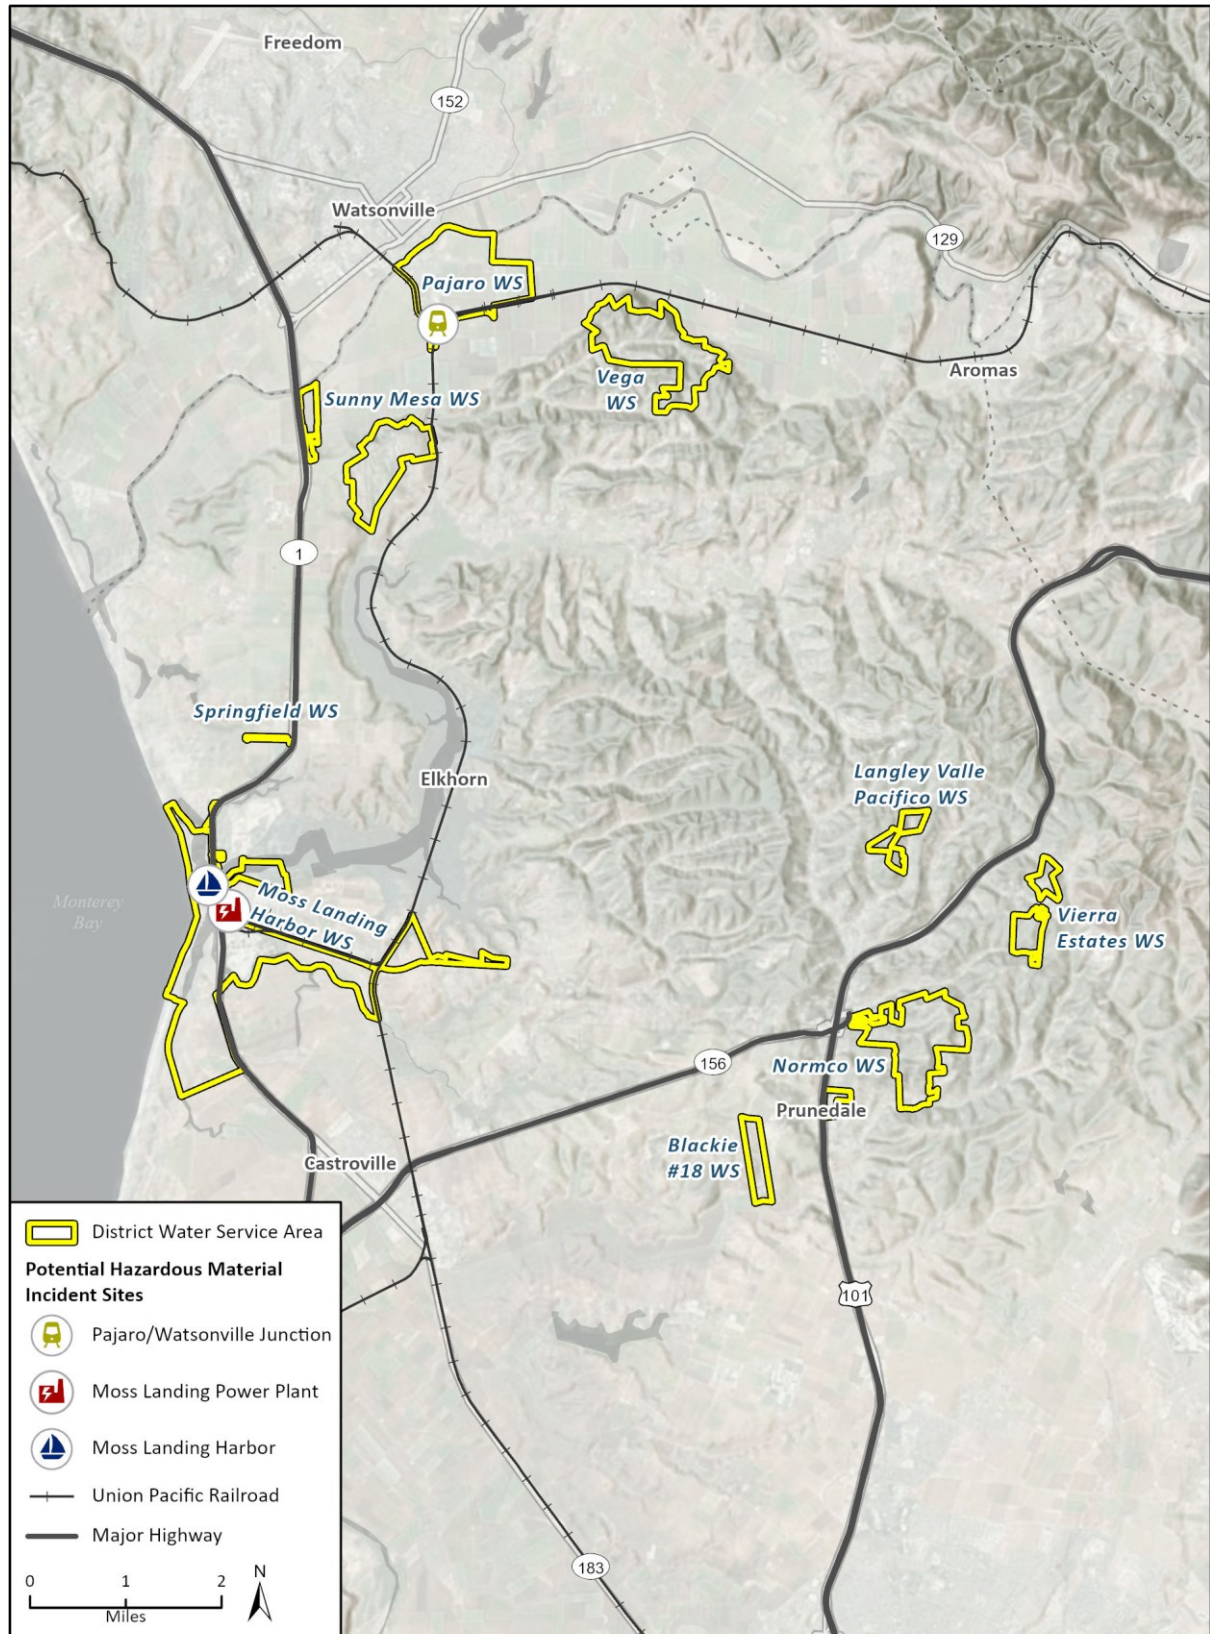 Freedom
152
Watsonville
129
Pajaro WS
Aromas
Vega
WS
Sunny Mesa WS
1
Springfield WS
Elkhorn
Langley Valle
Pacifico WS
Monterey
Bay
Moss Landing
Harbor WS
Vierra
Estates WS
156
Normco WS
Prunedale
Blackie
#18 WS
Castroville
101
183
District Water Service Area
Potential Hazardous Material
Incident Sites
Pajaro/Watsonville Junction
Moss Landing Power Plant
Moss Landing Harbor
Union Pacific Railroad
Major Highway
0 1 2
Miles
N